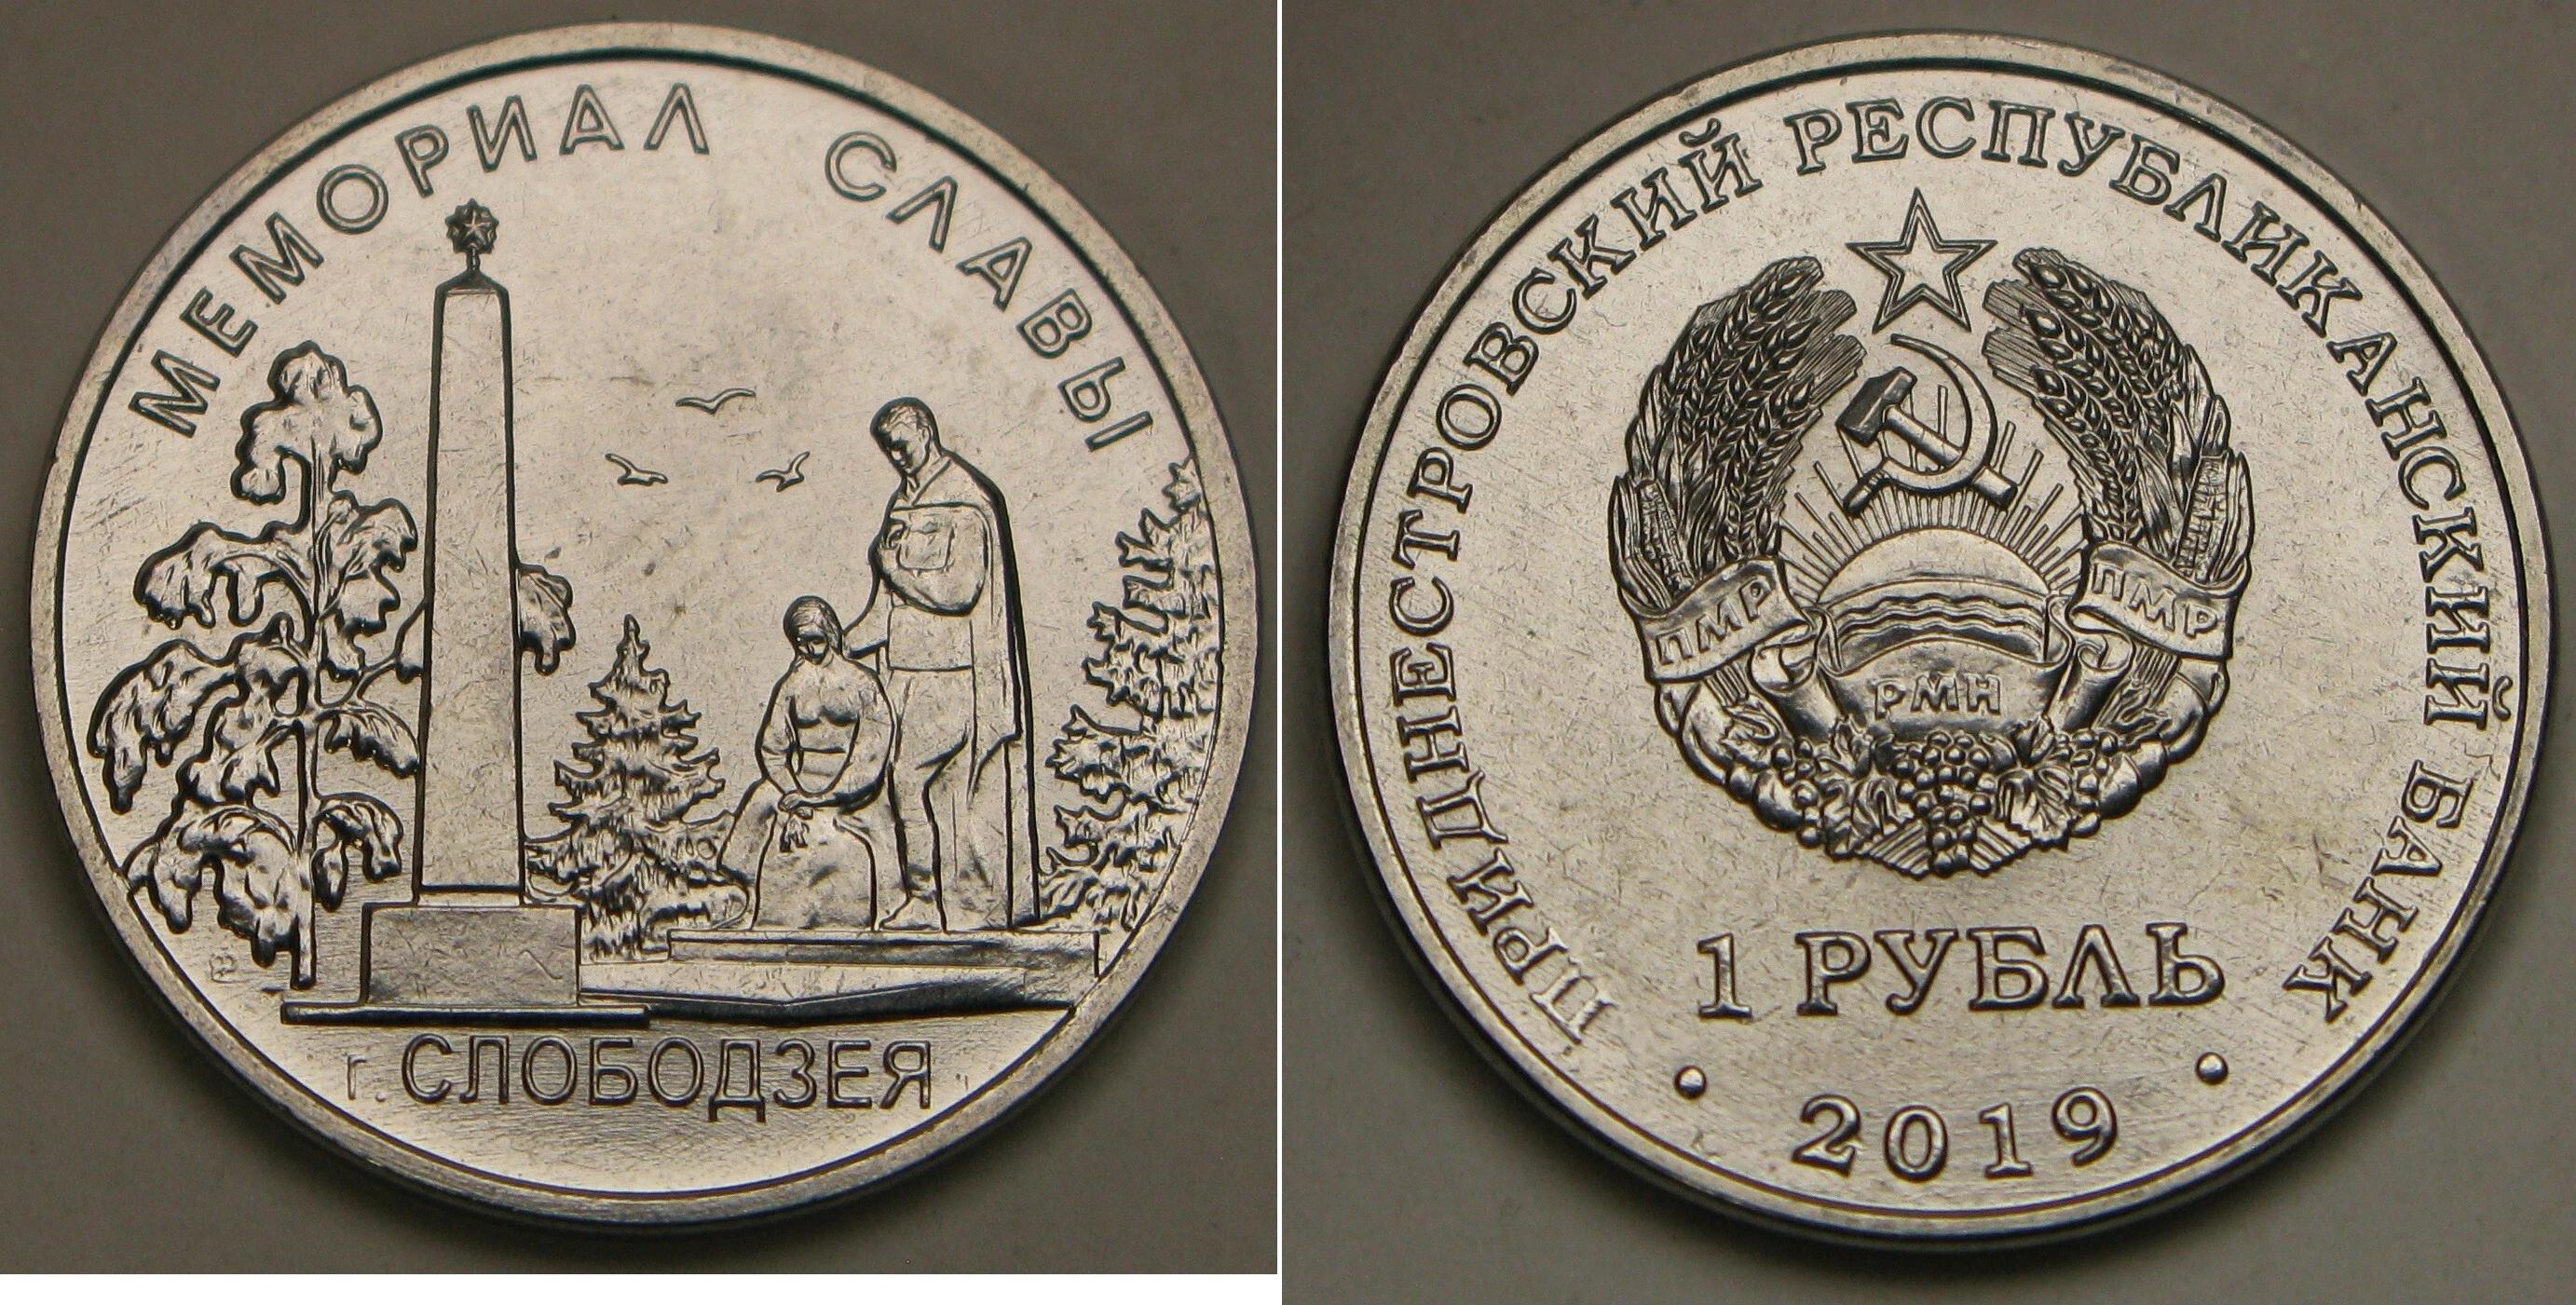 МЕМОРИАЛ СЛАВЫ
г. СЛОБОДЗЕЯ
ПРИДНЕСТРОВСКИЙ РЕСПУБЛИКАНСКИЙ БАНК
ПМР
ПМР
РМН
1 РУБЛЬ
• 2019 •